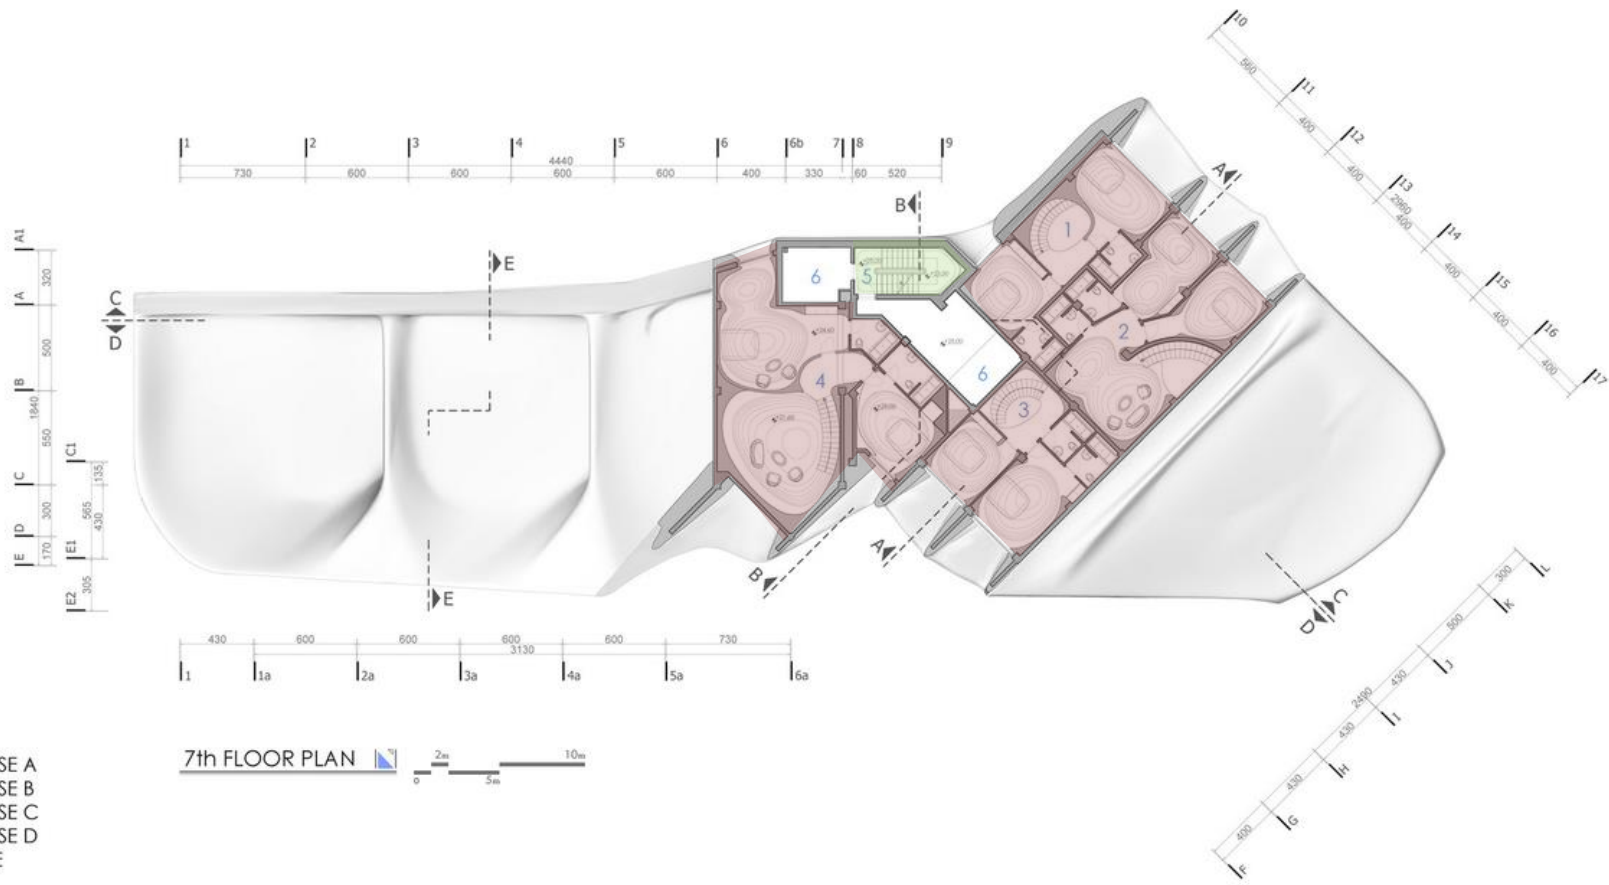 10
560
11
400
12
400
13
2960
400
14
400
15
400
16
400
17
1 2 3 4 5 6 6b 7 8 9
4440
730 600 600 600 600 400 330 60 520
A
B
A1
320
A
500
B
1840
550
C
300
D
170
E
C1
135
565
430
E1
305
E2
C
D
E
1
2
3
4
5
6
6
A
B
E
C
D
430 600 600 600 600 730
3130
1 1a 2a 3a 4a 5a 6a
300
L
K
500
J
430
2490
I
430
H
430
G
400
F
7th FLOOR PLAN
2m 10m
0 5m
SE A
SE B
SE C
SE D